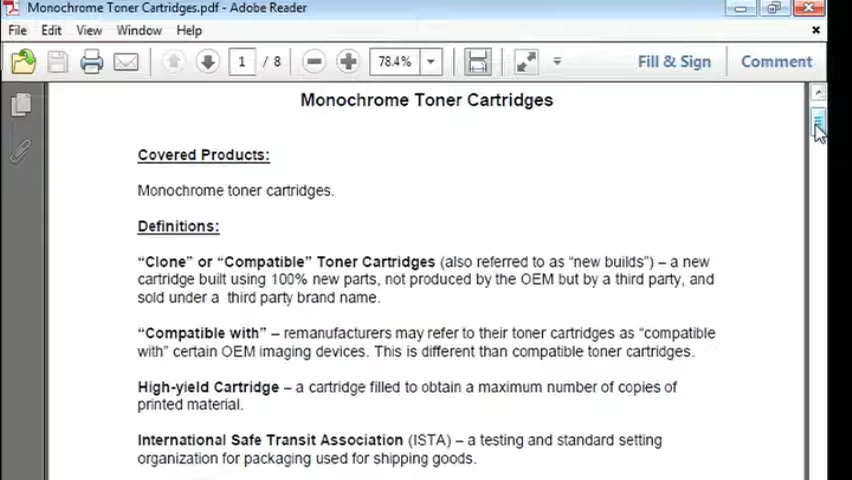 Monochrome Toner Cartridges.pdf - Adobe Reader
File Edit View Window Help
1 / 8 78.4% Fill & Sign Comment
Monochrome Toner Cartridges
Covered Products:
Monochrome toner cartridges.
Definitions:
“Clone” or “Compatible” Toner Cartridges (also referred to as “new builds”) – a new
cartridge built using 100% new parts, not produced by the OEM but by a third party, and
sold under a third party brand name.
“Compatible with” – remanufacturers may refer to their toner cartridges as “compatible
with” certain OEM imaging devices. This is different than compatible toner cartridges.
High-yield Cartridge – a cartridge filled to obtain a maximum number of copies of
printed material.
International Safe Transit Association (ISTA) – a testing and standard setting
organization for packaging used for shipping goods.